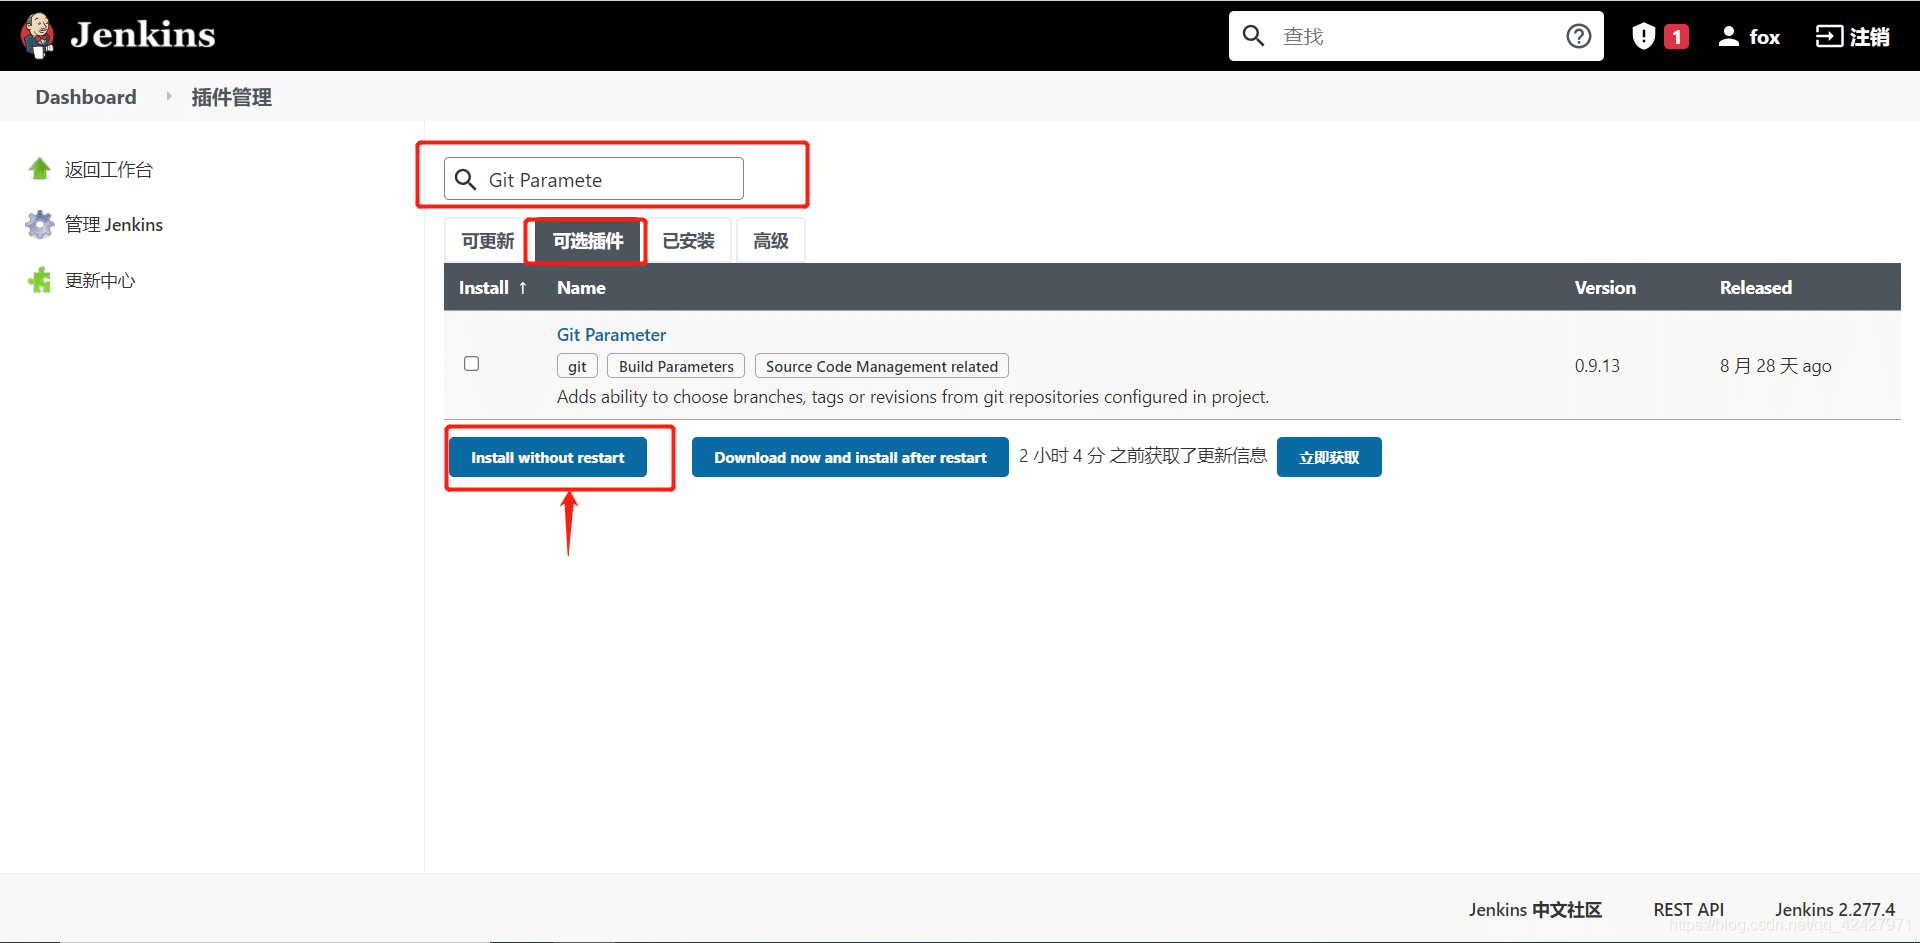 Jenkins
查找
1
fox
注销
Dashboard
插件管理
返回工作台
管理 Jenkins
更新中心
Git Paramete
可更新
可选插件
已安装
高级
Install ↑ Name Version Released
Git Parameter
git Build Parameters Source Code Management related
0.9.13
8 月 28 天 ago
Adds ability to choose branches, tags or revisions from git repositories configured in project.
Install without restart
Download now and install after restart
2 小时 4 分 之前获取了更新信息
立即获取
Jenkins 中文社区
REST API
Jenkins 2.277.4
https://blog.csdn.net/qq_42427971